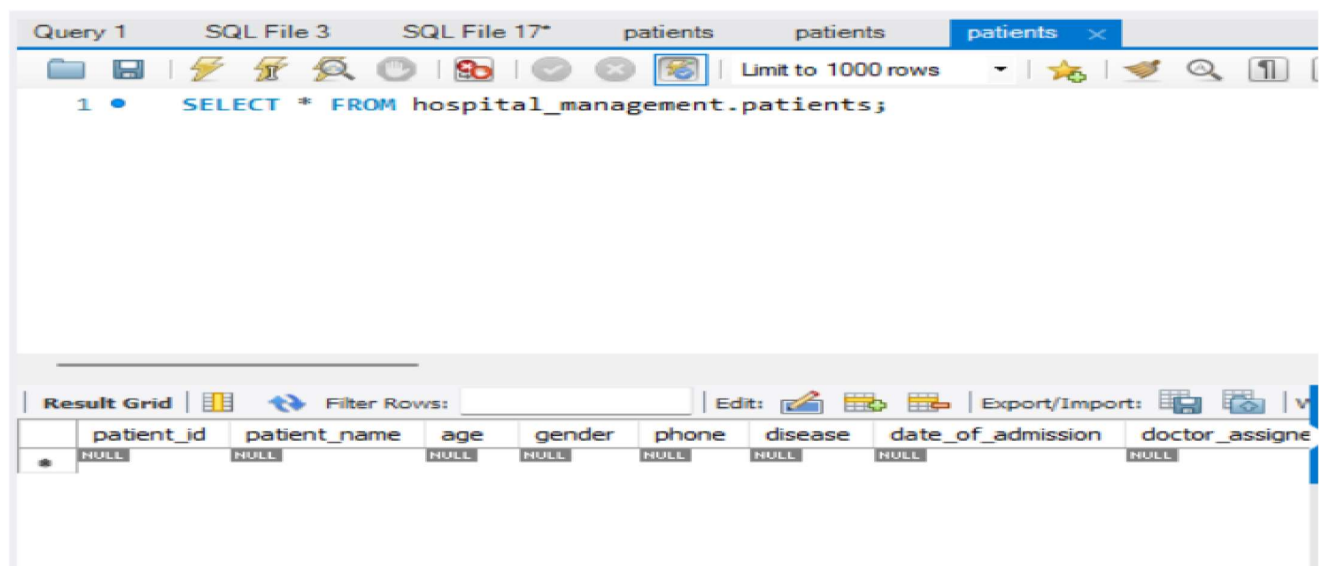 Query 1 SQL File 3 SQL File 17* patients patients patients
Limit to 1000 rows
1 SELECT * FROM hospital_management.patients;
Result Grid Filter Rows: Edit: Export/Import:
patient_id patient_name age gender phone disease date_of_admission doctor_assigne
NULL NULL NULL NULL NULL NULL NULL NULL